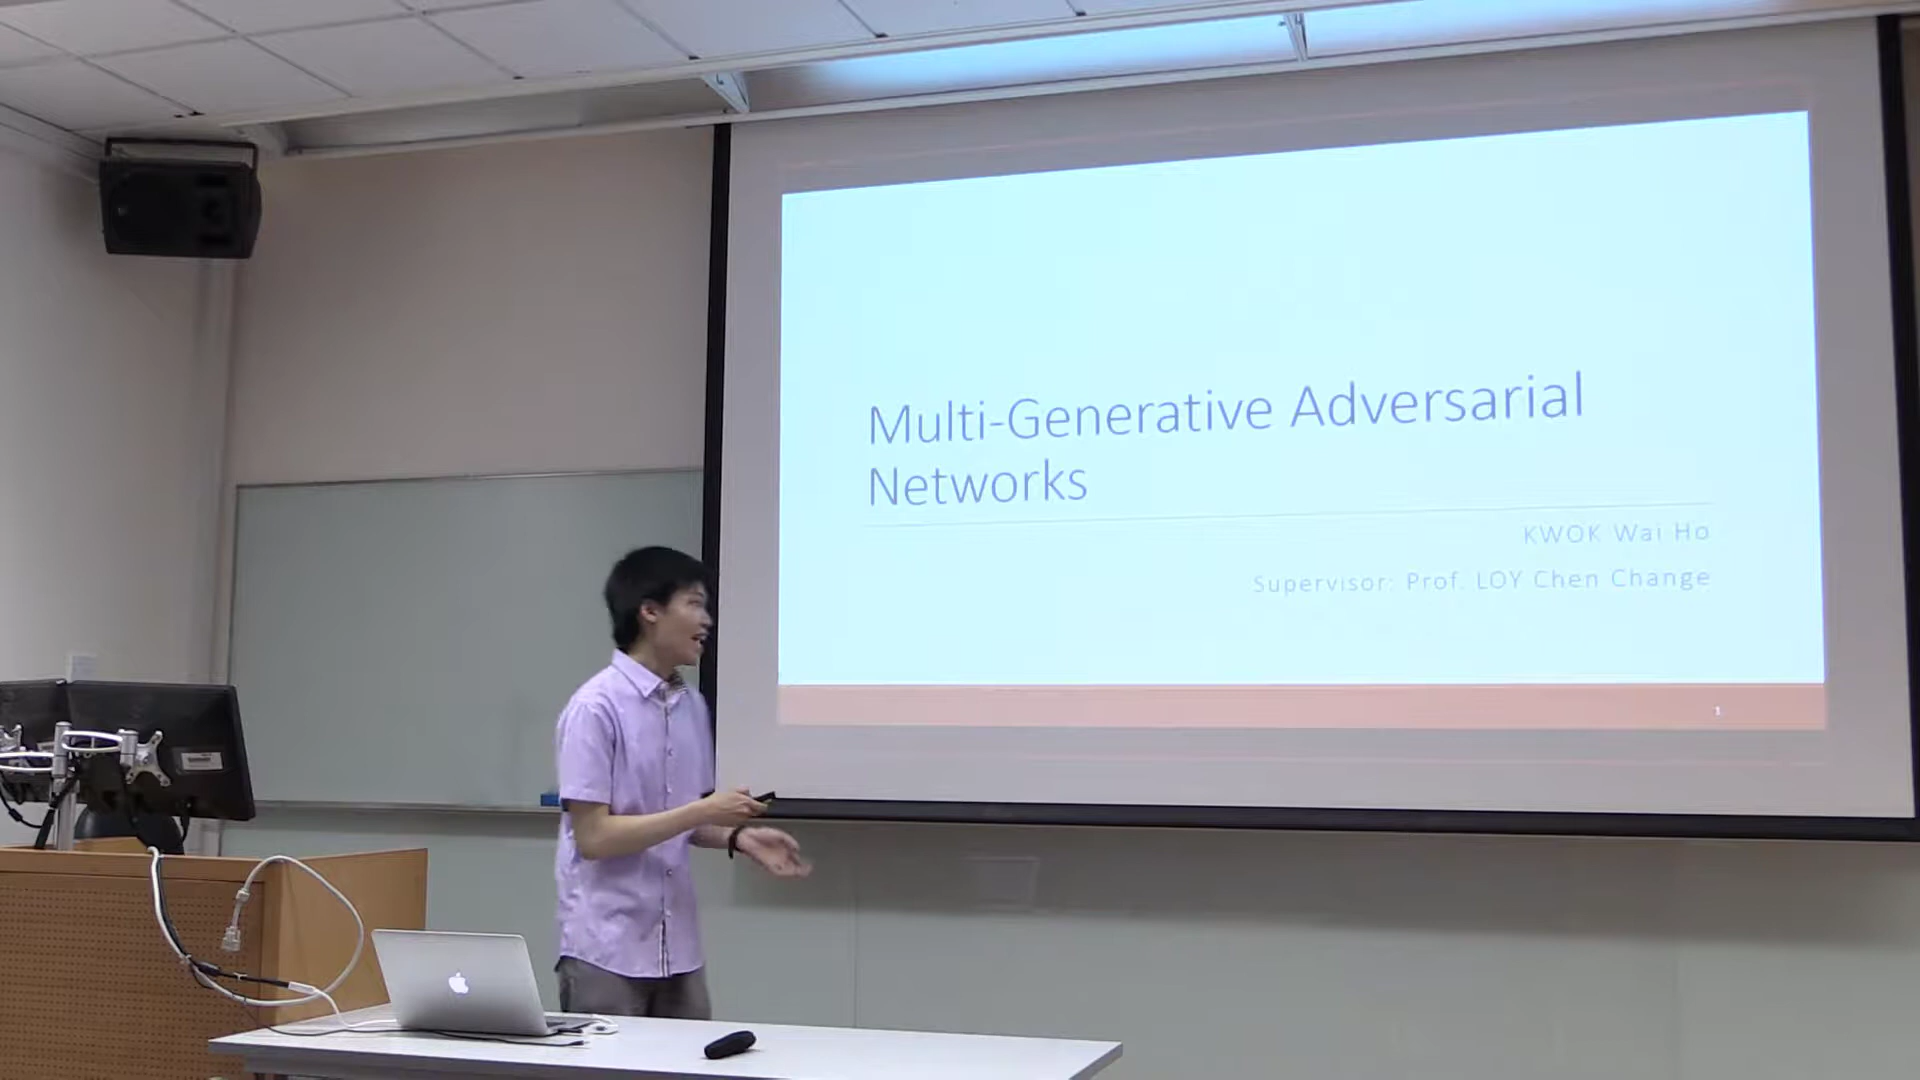 Multi-Generative Adversarial
Networks
KWOK Wai Ho
Supervisor: Prof. LOY Chen Change
1